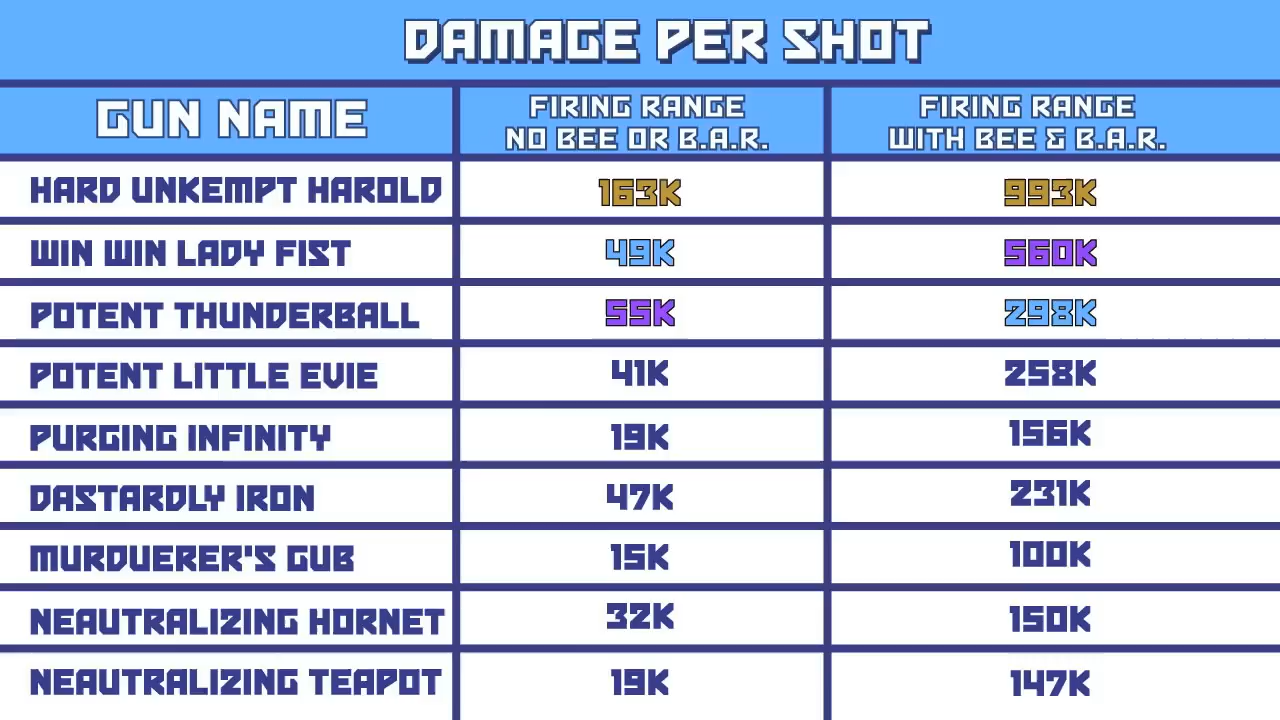 DAMAGE PER SHOT
GUN NAME
FIRING RANGE
NO BEE OR B.A.R.
FIRING RANGE
WITH BEE & B.A.R.
HARD UNKEMPT HAROLD 163K 993K
WIN WIN LADY FIST 49K 560K
POTENT THUNDERBALL 55K 298K
POTENT LITTLE EVIE 41K 258K
PURGING INFINITY 19K 156K
DASTARDLY IRON 47K 231K
MURDUERER'S GUB 15K 100K
NEAUTRALIZING HORNET 32K 150K
NEAUTRALIZING TEAPOT 19K 147K